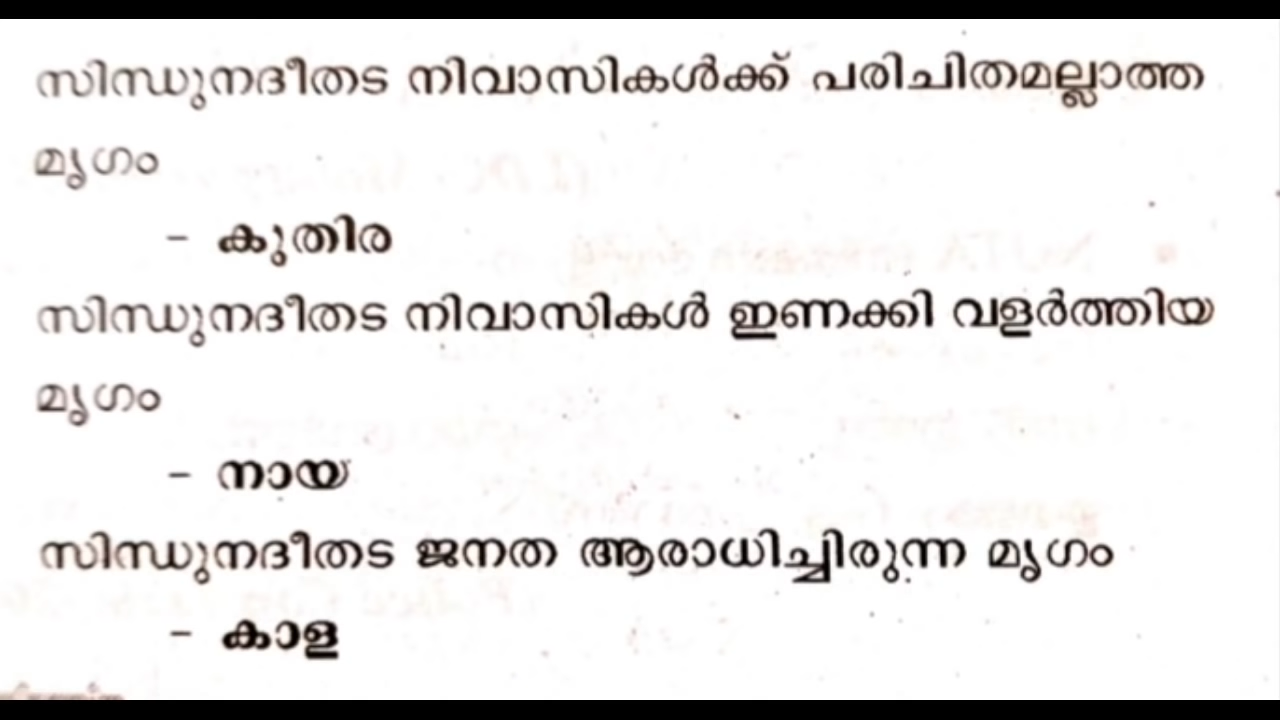 സിന്ധുനദീതട നിവാസികൾക്ക് പരിചിതമല്ലാത്ത
മൃഗം
– കുതിര
സിന്ധുനദീതട നിവാസികൾ ഇണക്കി വളർത്തിയ
മൃഗം
– നായ
സിന്ധുനദീതട ജനത ആരാധിച്ചിരുന്ന മൃഗം
– കാള